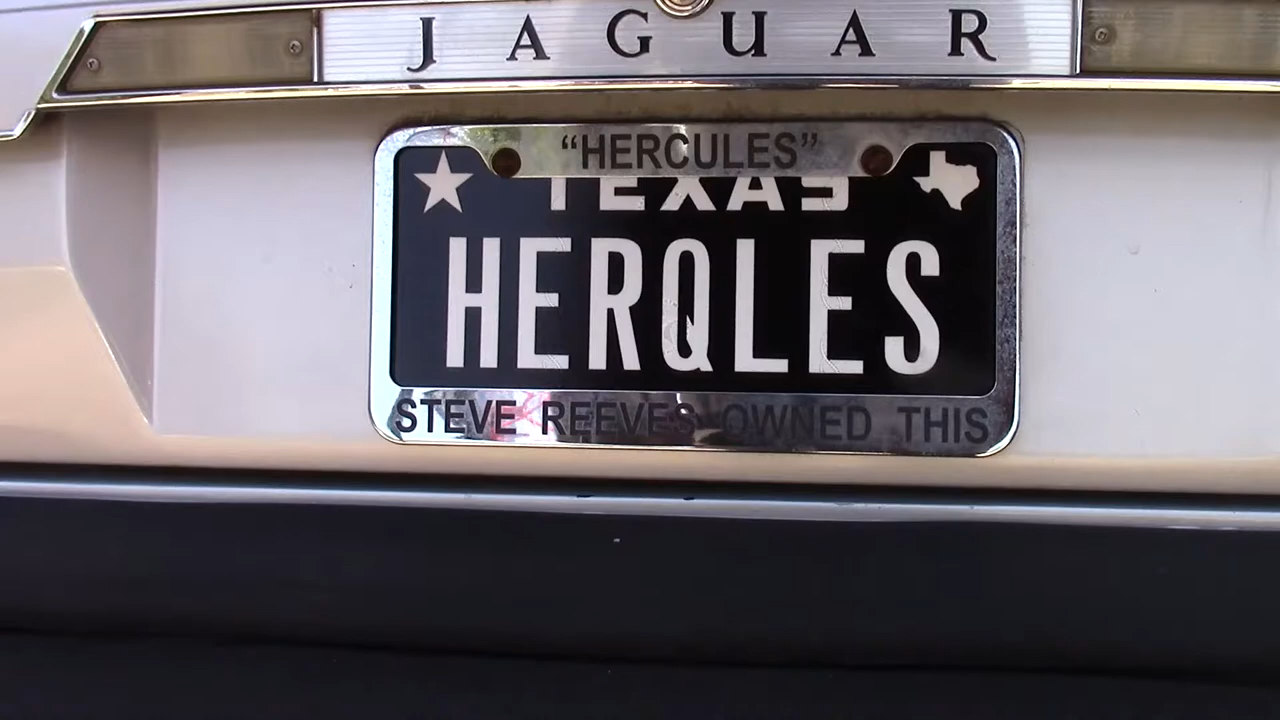 JAGUAR
“HERCULES”
TEXAS
HERQLES
STEVE REEVES OWNED THIS